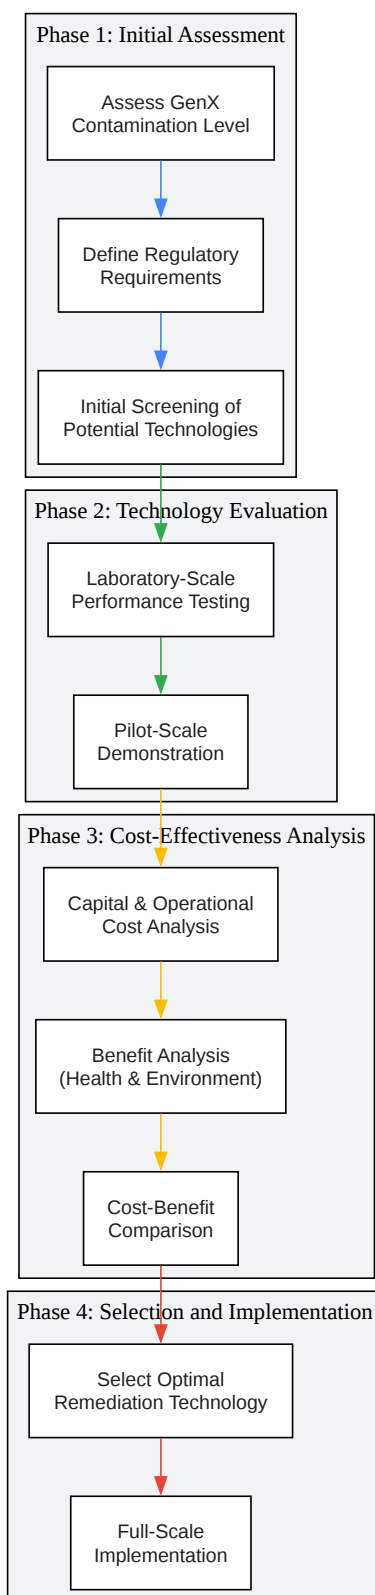 Phase 1: Initial Assessment
Assess GenX
Contamination Level
Define Regulatory
Requirements
Initial Screening of
Potential Technologies
Phase 2: Technology Evaluation
Laboratory-Scale
Performance Testing
Pilot-Scale
Demonstration
Phase 3: Cost-Effectiveness Analysis
Capital & Operational
Cost Analysis
Benefit Analysis
(Health & Environment)
Cost-Benefit
Comparison
Phase 4: Selection and Implementation
Select Optimal
Remediation Technology
Full-Scale
Implementation